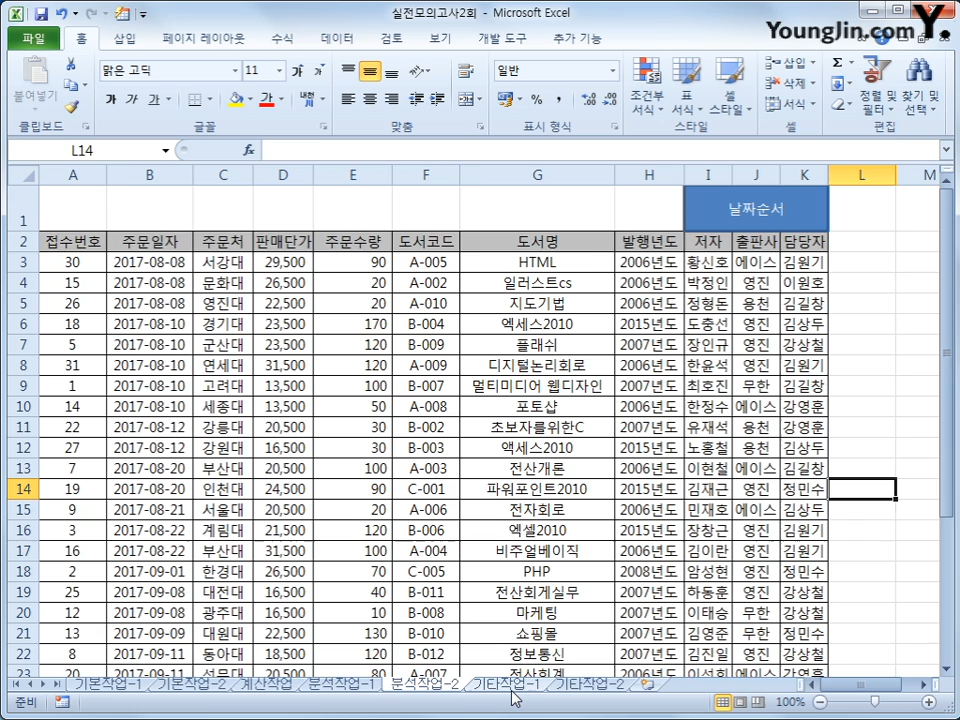 실전모의고사2회 - Microsoft Excel
Younglin.com Y.
파일 홈 삽입 페이지 레이아웃 수식 데이터 검토 보기 개발 도구 추가 기능
맑은 고딕 11 일반 삽입 Σ
붙여넣기 가 가 가 조건부 서식 표 서식 셀 스타일 삭제 정렬 및 필터 찾기 및 선택
서식
클립보드 글꼴 맞춤 표시 형식 스타일 셀 편집
L14 fx
A B C D E F G H I J K L M
1 날짜순서
2 접수번호 주문일자 주문처 판매단가 주문수량 도서코드 도서명 발행년도 저자 출판사 담당자
3 30 2017-08-08 서강대 29,500 90 A-005 HTML 2006년도 황신호 에이스 김원기
4 15 2017-08-08 문화대 26,500 20 A-002 일러스트cs 2006년도 박정인 영진 이원호
5 26 2017-08-08 영진대 22,500 20 A-010 지도기법 2006년도 정형돈 용천 김길창
6 18 2017-08-10 경기대 23,500 170 B-004 엑세스2010 2015년도 도충선 영진 김상두
7 5 2017-08-10 군산대 23,500 120 B-009 플래쉬 2007년도 장인규 영진 강상철
8 31 2017-08-10 연세대 31,500 120 A-009 디지털논리회로 2006년도 한윤석 영진 김원기
9 1 2017-08-10 고려대 13,500 100 B-007 멀티미디어 웹디자인 2007년도 최호진 무한 김길창
10 14 2017-08-10 세종대 13,500 50 A-008 포토샵 2006년도 한정수 에이스 강영훈
11 22 2017-08-12 강릉대 20,500 30 B-002 초보자를위한C 2007년도 유재석 용천 강영훈
12 27 2017-08-12 강원대 16,500 30 B-003 액세스2010 2015년도 노홍철 용천 김상두
13 7 2017-08-20 부산대 20,500 100 A-003 전산개론 2006년도 이현철 에이스 김길창
14 19 2017-08-20 인천대 24,500 90 C-001 파워포인트2010 2015년도 김재근 영진 정민수
15 9 2017-08-21 서울대 20,500 20 A-006 전자회로 2006년도 민재호 에이스 김상두
16 3 2017-08-22 계림대 21,500 120 B-006 엑셀2010 2015년도 장창근 영진 김원기
17 16 2017-08-22 부산대 31,500 100 A-004 비주얼베이직 2006년도 김이란 영진 김원기
18 2 2017-09-01 한경대 26,500 70 C-005 PHP 2008년도 암성현 영진 정민수
19 25 2017-09-08 대전대 16,500 40 B-011 전산회게실무 2007년도 하동훈 영진 강상철
20 12 2017-09-08 광주대 16,500 10 B-008 마케팅 2007년도 이태승 무한 강상철
21 13 2017-09-09 대원대 22,500 130 B-010 쇼핑몰 2007년도 김영준 무한 정민수
22 8 2017-09-11 동아대 18,500 120 B-012 정보통신 2007년도 김진일 영진 강상철
23 20 2017-09-11 선문대 20,500 80 A-007 전산회계 2006년도 영진 강상철
기본작업-1 기본작업-2 계산작업 분석작업-1 분석작업-2 기타작업-1 기타작업-2
준비 100%